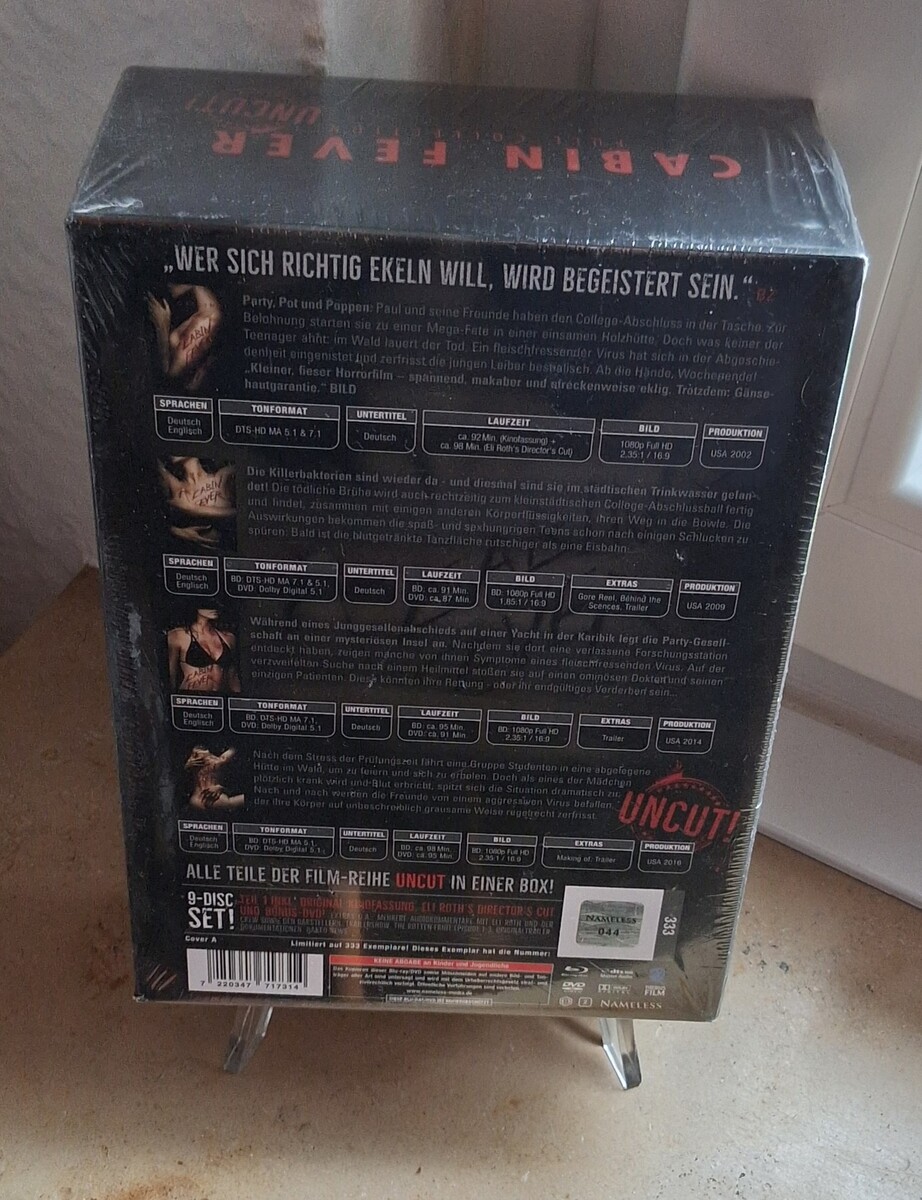 CABIN FEVER
FULL COLLECTION
UNCUT!
„WER SICH RICHTIG EKELN WILL, WIRD BEGEISTERT SEIN.“ BZ
Party, Pot und Poppen: Paul und seine Freunde haben den College-Abschluss in der Tasche. Zur
Belohnung starten sie zu einer Mega-Fete in einer einsamen Holzhütte. Doch was keiner der
Teenager ahnt: im Wald lauert der Tod. Ein fleischfressender Virus hat sich in der Abgeschie-
denheit eingenistet und zerfrisst die jungen Leiber bestialisch. Ab die Hände, Wochenende!
„Kleiner, fieser Horrorfilm – spannend, makaber und streckenweise eklig. Trotzdem: Gänse-
hautgarantie.“ BILD
SPRACHEN
Deutsch
Englisch
TONFORMAT
DTS-HD MA 5.1 & 7.1
UNTERTITEL
Deutsch
LAUFZEIT
ca. 92 Min. (Kinofassung) +
ca. 98 Min. (Eli Roth's Director's Cut)
BILD
1080p Full HD
2.35:1 / 16:9
PRODUKTION
USA 2002
CABIN FEVER
Die Killerbakterien sind wieder da - und diesmal sind sie im städtischen Trinkwasser gelan-
det! Die tödliche Brühe wird auch rechtzeitig zum kleinstädtischen College-Abschlussball fertig
und findet, zusammen mit einigen anderen Körperflüssigkeiten, ihren Weg in die Bowle. Die
Auswirkungen bekommen die spaß- und sexhungrigen Teens schon nach einigen Schlucken zu
spüren: Bald ist die blutgetränkte Tanzfläche rutschiger als eine Eisbahn...
SPRACHEN
Deutsch
Englisch
TONFORMAT
BD: DTS-HD MA 7.1 & 5.1,
DVD: Dolby Digital 5.1
UNTERTITEL
Deutsch
LAUFZEIT
BD: ca. 91 Min.
DVD: ca. 87 Min.
BILD
BD: 1080p Full HD
1.85:1 / 16:9
EXTRAS
Gore Reel, Behind the
Scences, Trailer
PRODUKTION
USA 2009
Während eines Junggesellenabschieds auf einer Yacht in der Karibik legt die Party-Gesell-
schaft an einer mysteriösen Insel an. Nachdem sie dort eine verlassene Forschungsstation
entdeckt haben, zeigen manche von ihnen Symptome eines fleischfressenden Virus. Auf der
verzweifelten Suche nach einem Heilmittel stoßen sie auf einen ominösen Doktor und seinen
einzigen Patienten. Diese könnten ihre Rettung - oder ihr endgültiges Verderben sein...
SPRACHEN
Deutsch
Englisch
TONFORMAT
BD: DTS-HD MA 7.1,
DVD: Dolby Digital 5.1
UNTERTITEL
Deutsch
LAUFZEIT
BD: ca. 95 Min.
DVD: ca. 91 Min.
BILD
BD: 1080p Full HD
2.35:1 / 16:9
EXTRAS
Trailer
PRODUKTION
USA 2014
Nach dem Stress der Prüfungszeit fährt eine Gruppe Studenten in eine abgelegene
Hütte im Wald, um zu feiern und sich zu erholen. Doch als eines der Mädchen
plötzlich krank wird und Blut erbricht, spitzt sich die Situation dramatisch zu.
Nach und nach werden die Freunde von einem aggressiven Virus befallen,
der ihre Körper auf unbeschreiblich grausame Weise regelrecht zerfrisst.
UNCUT!
SPRACHEN
Deutsch
Englisch
TONFORMAT
BD: DTS-HD MA 5.1,
DVD: Dolby Digital 5.1
UNTERTITEL
Deutsch
LAUFZEIT
BD: ca. 98 Min.
DVD: ca. 95 Min.
BILD
BD: 1080p Full HD
2.35:1 / 16:9
EXTRAS
Making of, Trailer
PRODUKTION
USA 2016
ALLE TEILE DER FILM-REIHE UNCUT IN EINER BOX!
9-DISC
SET!
TEIL 1 INKL. ORIGINAL KINOFASSUNG, ELI ROTH'S DIRECTOR'S CUT
UND BONUS-DVD!
NAMELESS
044
333
Cover A
Limitiert auf 333 Exemplare! Dieses Exemplar hat die Nummer:
7 220347 717314
KEINE ABGABE an Kinder und Jugendliche
www.nameless-media.de
DVD
NAMELESS